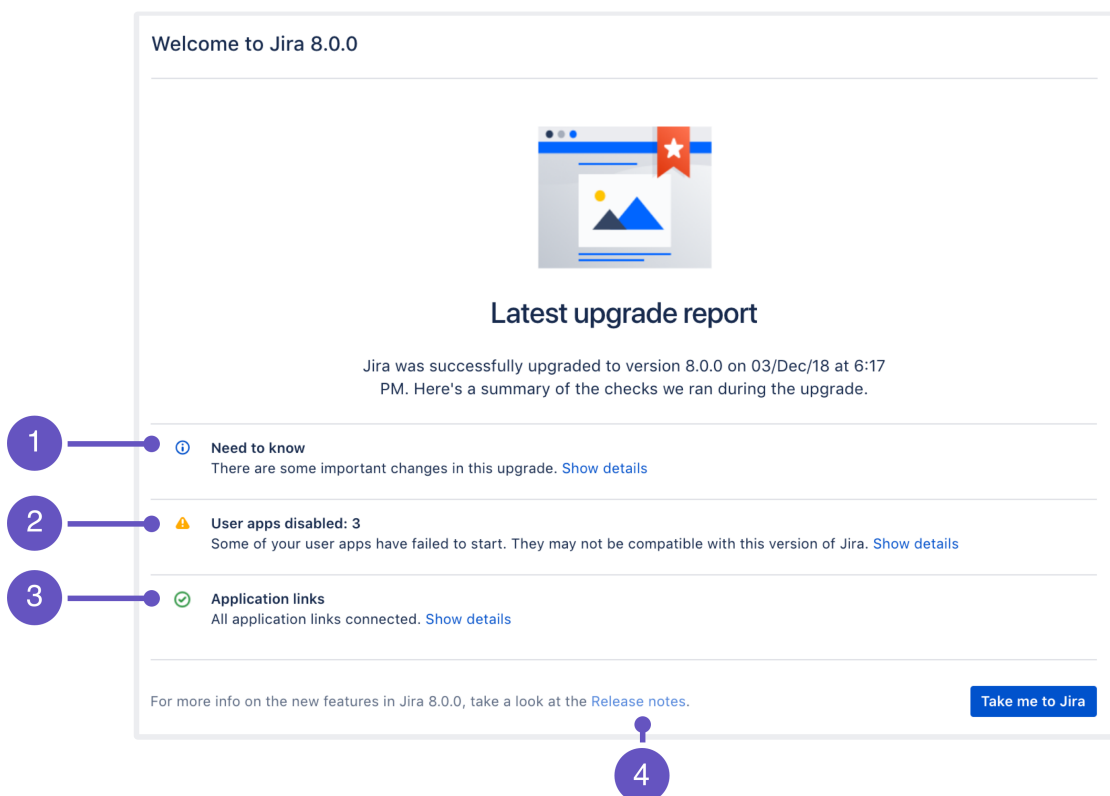 Welcome to Jira 8.0.0
Latest upgrade report
Jira was successfully upgraded to version 8.0.0 on 03/Dec/18 at 6:17
PM. Here's a summary of the checks we ran during the upgrade.
1
Need to know
There are some important changes in this upgrade. Show details
2
User apps disabled: 3
Some of your user apps have failed to start. They may not be compatible with this version of Jira. Show details
3
Application links
All application links connected. Show details
For more info on the new features in Jira 8.0.0, take a look at the Release notes.
Take me to Jira
4